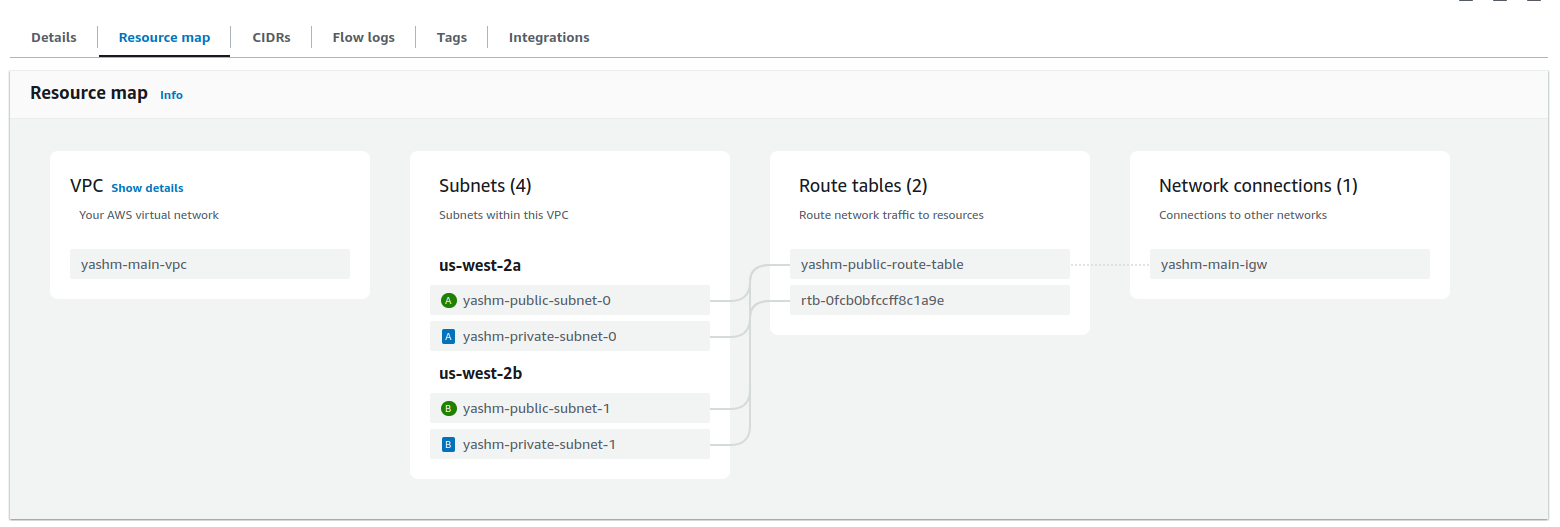 Details
Resource map
CIDRs
Flow logs
Tags
Integrations
Resource map Info
VPC Show details
Your AWS virtual network
yashm-main-vpc
Subnets (4)
Subnets within this VPC
us-west-2a
A yashm-public-subnet-0
A yashm-private-subnet-0
us-west-2b
B yashm-public-subnet-1
B yashm-private-subnet-1
Route tables (2)
Route network traffic to resources
yashm-public-route-table
rtb-0fcb0bfccff8c1a9e
Network connections (1)
Connections to other networks
yashm-main-igw